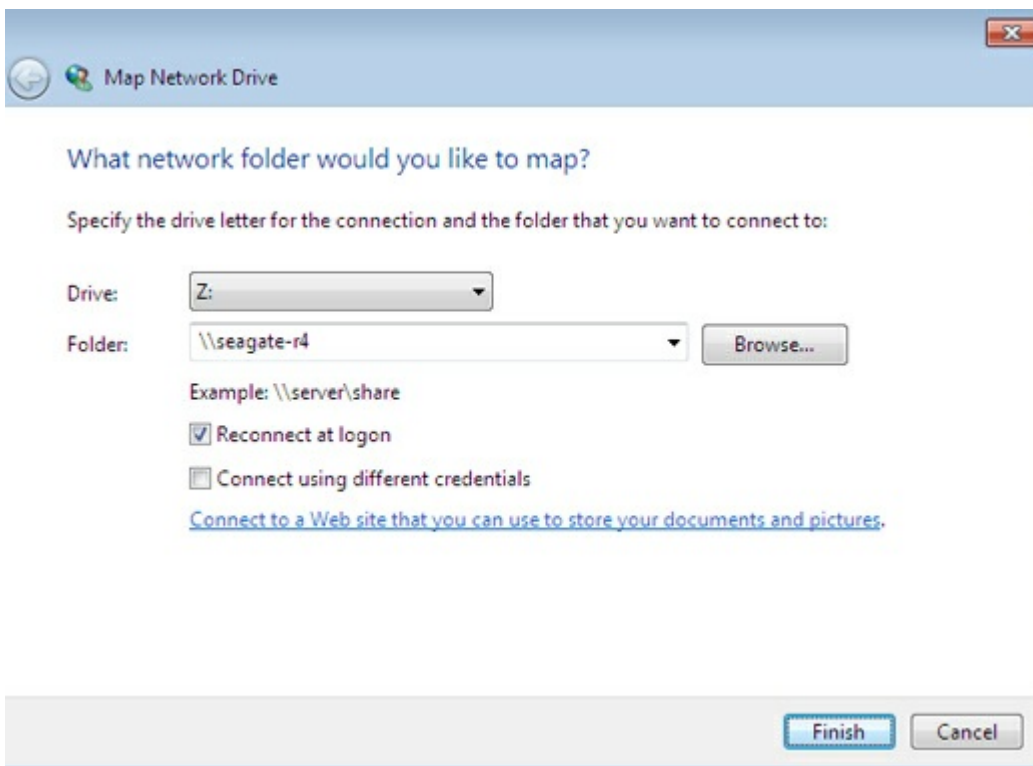 Map Network Drive
What network folder would you like to map?
Specify the drive letter for the connection and the folder that you want to connect to:
Drive: Z:
Folder: \\seagate-r4 Browse...
Example: \\server\share
Reconnect at logon
Connect using different credentials
Connect to a Web site that you can use to store your documents and pictures.
Finish Cancel